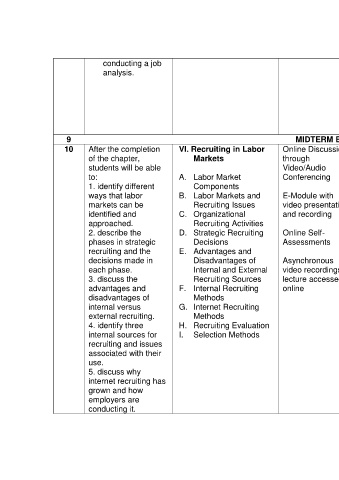 conducting a job
analysis.
9
MIDTERM E
10
After the completion
of the chapter,
students will be able
to:
1. identify different
ways that labor
markets can be
identified and
approached.
2. describe the
phases in strategic
recruiting and the
decisions made in
each phase.
3. discuss the
advantages and
disadvantages of
internal versus
external recruiting.
4. identify three
internal sources for
recruiting and issues
associated with their
use.
5. discuss why
internet recruiting has
grown and how
employers are
conducting it.
VI. Recruiting in Labor
Markets
A. Labor Market
Components
B. Labor Markets and
Recruiting Issues
C. Organizational
Recruiting Activities
D. Strategic Recruiting
Decisions
E. Advantages and
Disadvantages of
Internal and External
Recruiting Sources
F. Internal Recruiting
Methods
G. Internet Recruiting
Methods
H. Recruiting Evaluation
I. Selection Methods
Online Discussi
through
Video/Audio
Conferencing
E-Module with
video presentati
and recording
Online Self-
Assessments
Asynchronous
video recordings
lecture accesse
online